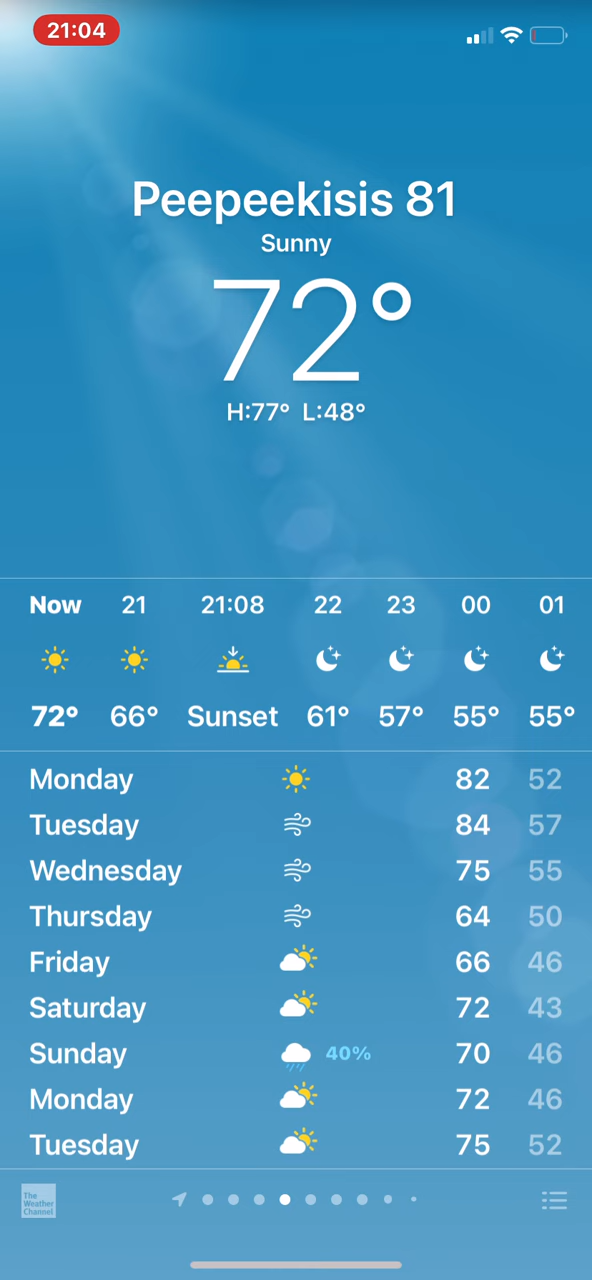 21:04
Peepeekisis 81
Sunny
72°
H:77° L:48°
Now 21 21:08 22 23 00 01
72° 66° Sunset 61° 57° 55° 55°
Monday 82 52
Tuesday 84 57
Wednesday 75 55
Thursday 64 50
Friday 66 46
Saturday 72 43
Sunday 40% 70 46
Monday 72 46
Tuesday 75 52
The
Weather
Channel